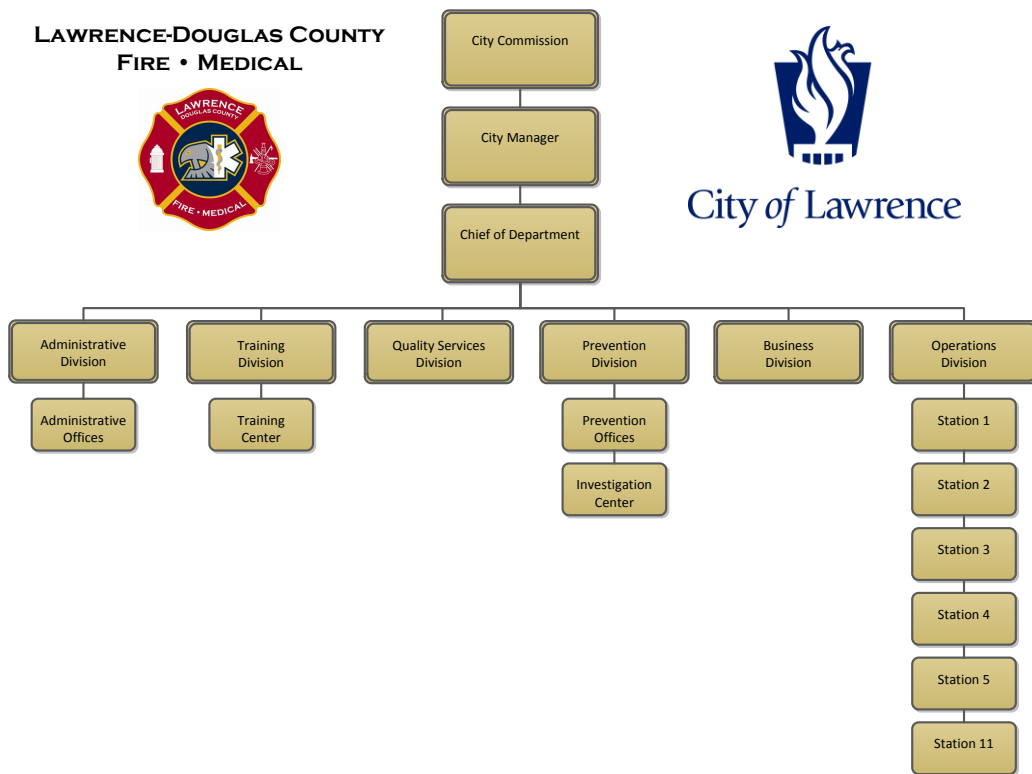 LAWRENCE-DOUGLAS COUNTY
FIRE • MEDICAL
LAWRENCE
DOUGLAS COUNTY
FIRE • MEDICAL
City of Lawrence
City Commission
City Manager
Chief of Department
Administrative
Division
Training
Division
Quality Services
Division
Prevention
Division
Business
Division
Operations
Division
Administrative
Offices
Training
Center
Prevention
Offices
Investigation
Center
Station 1
Station 2
Station 3
Station 4
Station 5
Station 11